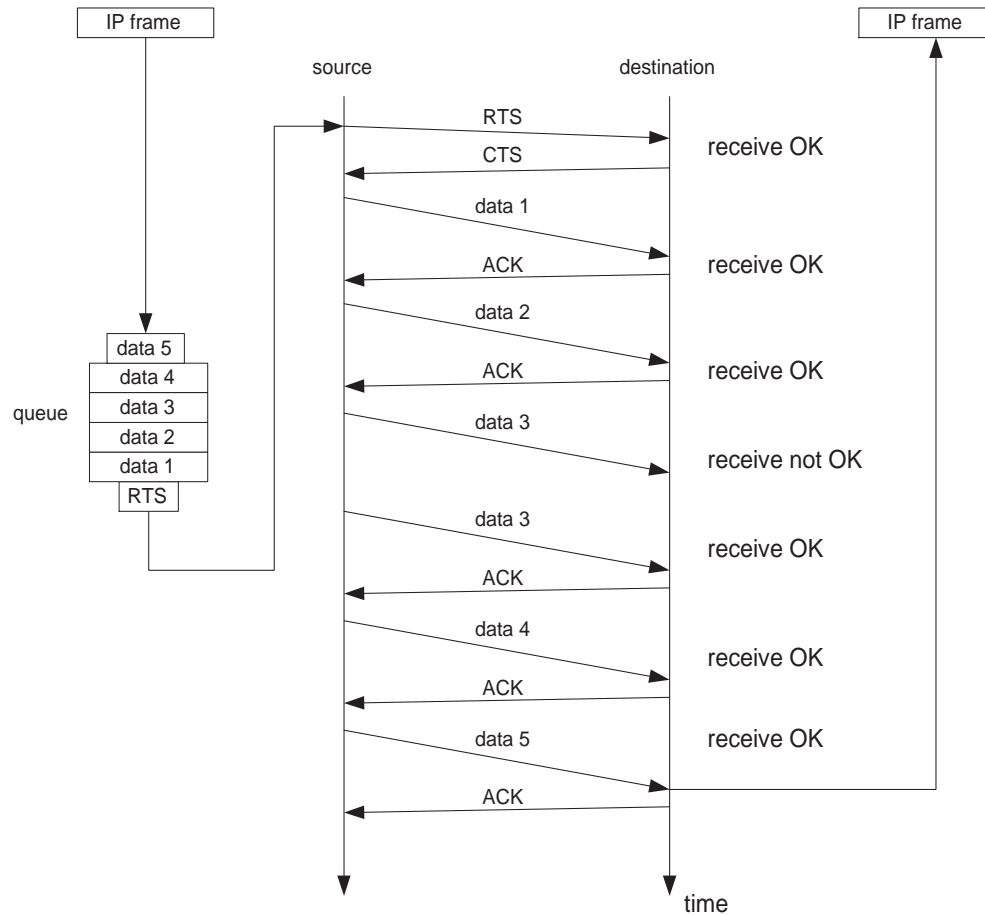 IP frame
IP frame
source
destination
RTS
receive OK
CTS
data 1
ACK
receive OK
data 2
ACK
receive OK
data 5
data 4
queue
data 3
data 2
data 1
RTS
data 3
receive not OK
data 3
receive OK
ACK
data 4
receive OK
ACK
data 5
receive OK
ACK
time